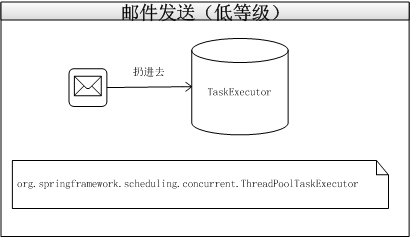 邮件发送（低等级）
扔进去
TaskExecutor
org.springframework.scheduling.concurrent.ThreadPoolTaskExecutor